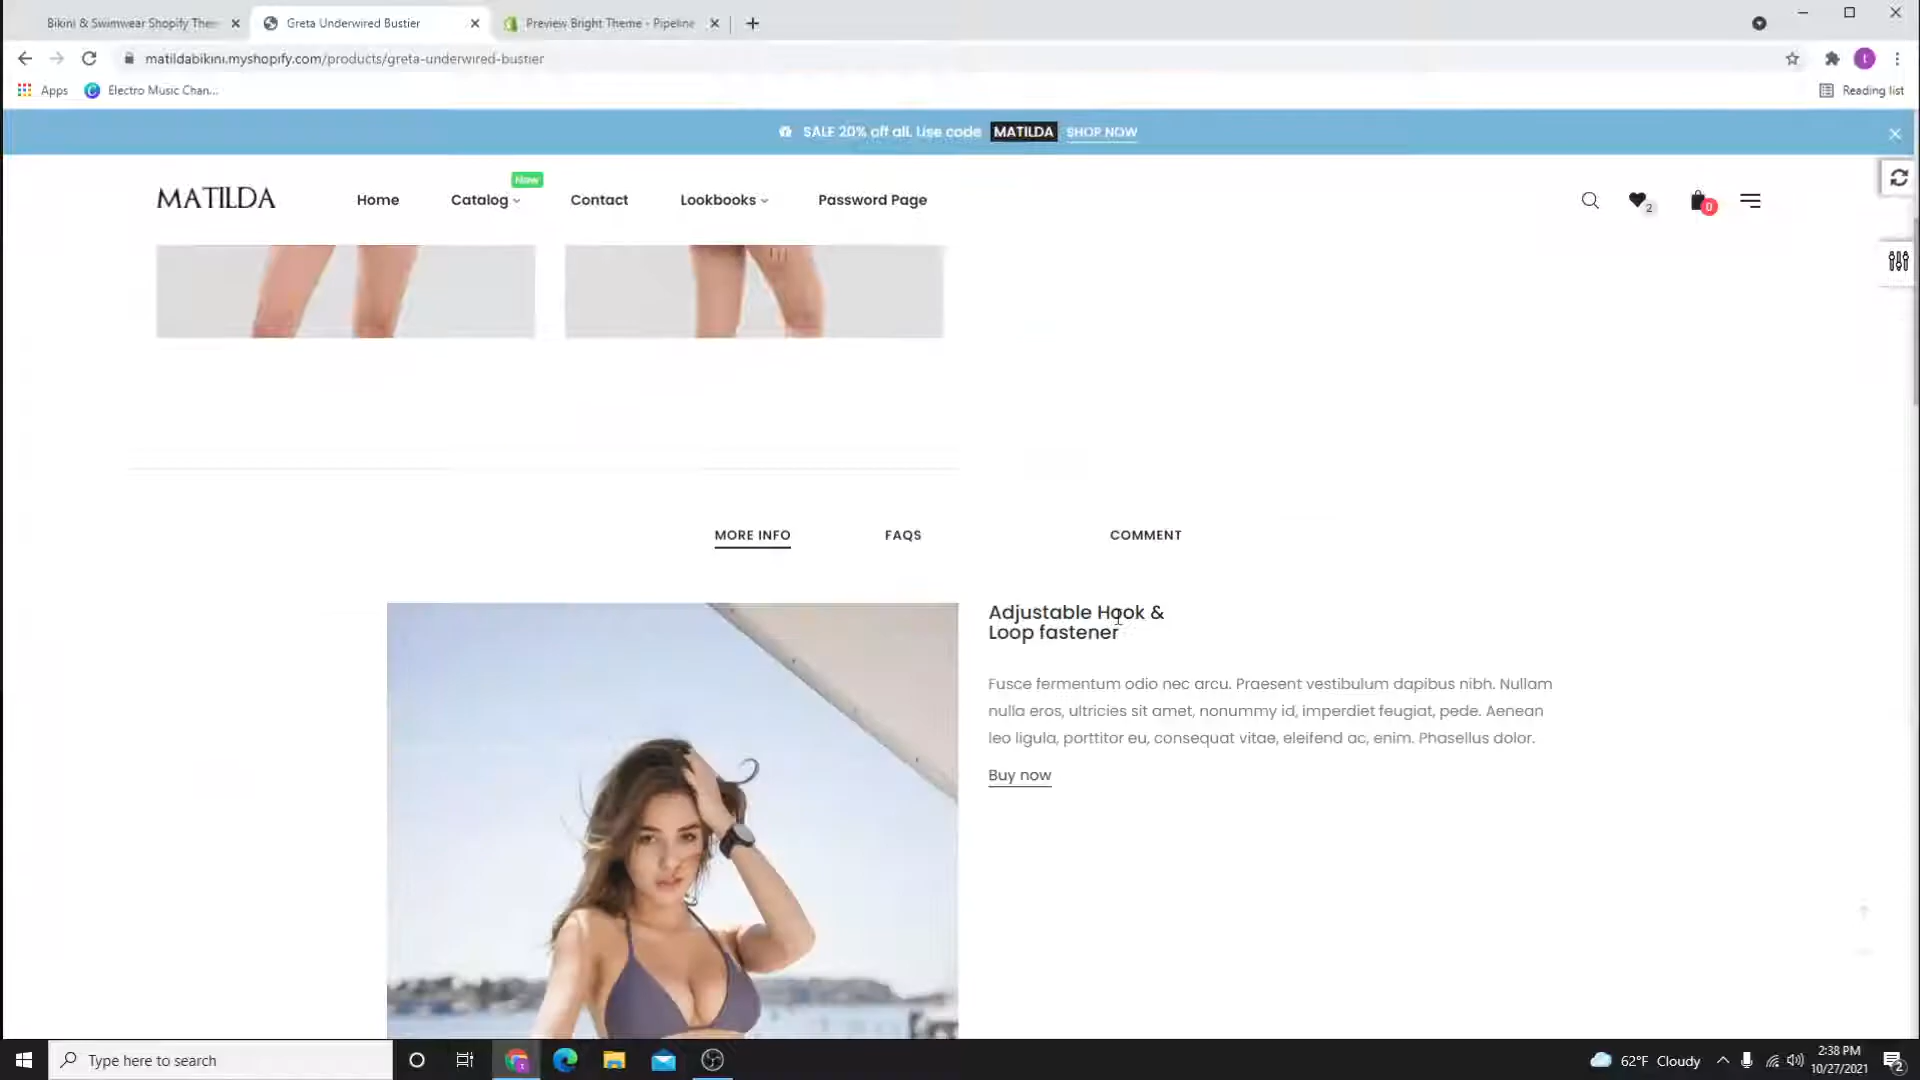 Bikini & Swimwear Shopify The
Greta Underwired Bustier
Preview Bright Theme - Pipeline
matildabikini.myshopify.com/products/greta-underwired-bustier
Apps
Electro Music Chan...
Reading list
SALE 20% off all. Use code MATILDA SHOP NOW
New
MATILDA
Home
Catalog
Contact
Lookbooks
Password Page
2
0
MORE INFO
FAQS
COMMENT
Adjustable Hook &
Loop fastener
Fusce fermentum odio nec arcu. Praesent vestibulum dapibus nibh. Nullam
nulla eros, ultricies sit amet, nonummy id, imperdiet feugiat, pede. Aenean
leo ligula, porttitor eu, consequat vitae, eleifend ac, enim. Phasellus dolor.
Buy now
Type here to search
62°F Cloudy
2:38 PM
10/27/2021
2